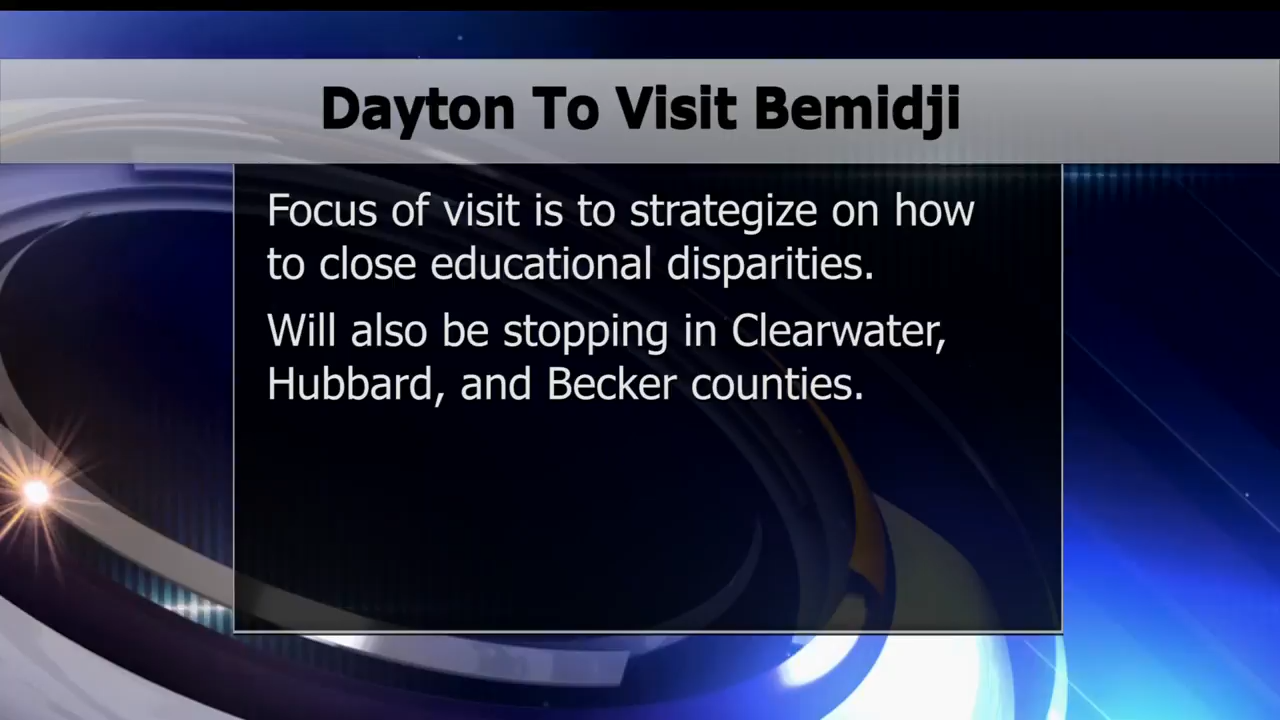 Dayton To Visit Bemidji
Focus of visit is to strategize on how
to close educational disparities.
Will also be stopping in Clearwater,
Hubbard, and Becker counties.